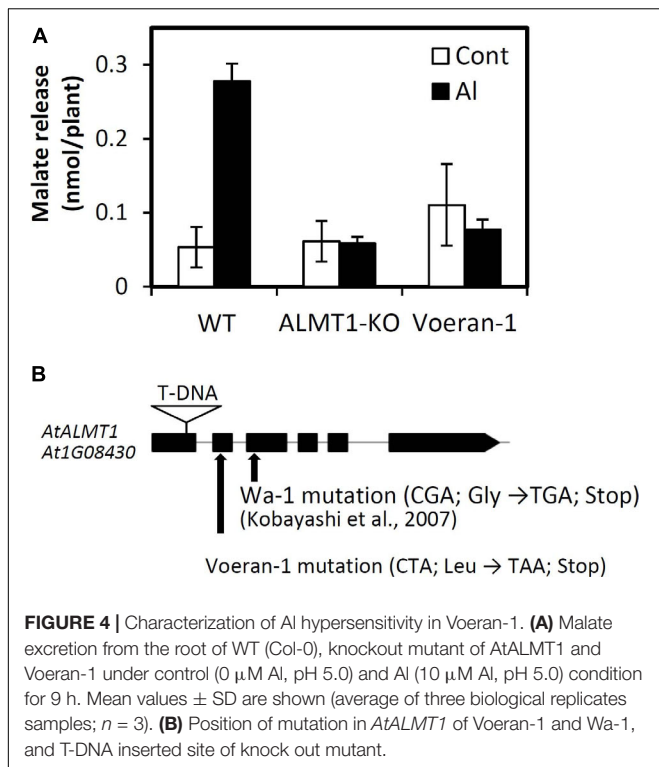 A
Malate release
(nmol/plant)
0.3
0.2
0.1
0
Cont
Al
WT ALMT1-KO Voeran-1
B
T-DNA
AtALMT1
At1G08430
Wa-1 mutation (CGA; Gly →TGA; Stop)
(Kobayashi et al., 2007)
Voeran-1 mutation (CTA; Leu → TAA; Stop)
FIGURE 4 | Characterization of Al hypersensitivity in Voeran-1. (A) Malate
excretion from the root of WT (Col-0), knockout mutant of AtALMT1 and
Voeran-1 under control (0 μM Al, pH 5.0) and Al (10 μM Al, pH 5.0) condition
for 9 h. Mean values ± SD are shown (average of three biological replicates
samples; n = 3). (B) Position of mutation in AtALMT1 of Voeran-1 and Wa-1,
and T-DNA inserted site of knock out mutant.